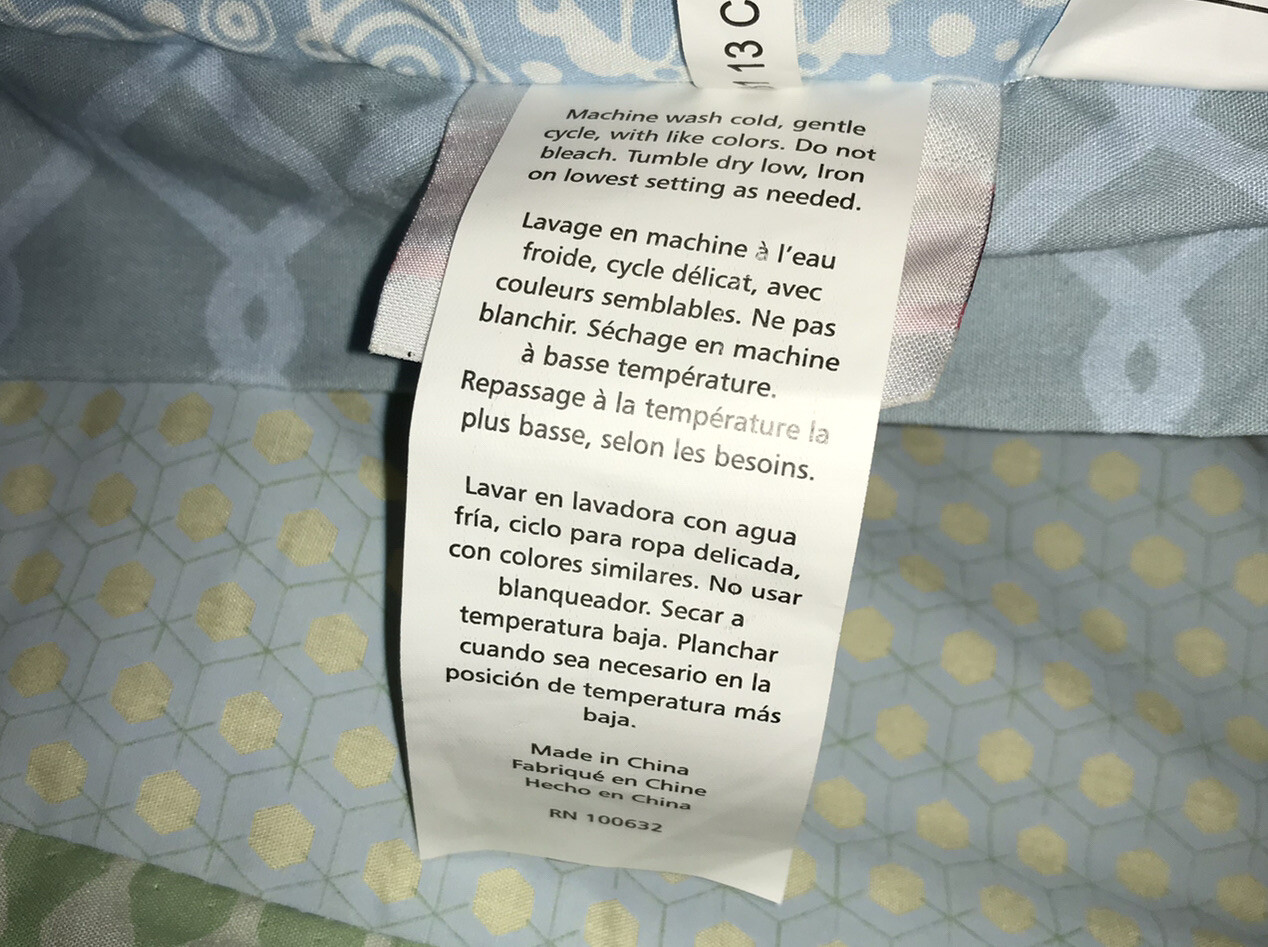 13 C
Machine wash cold, gentle
cycle, with like colors. Do not
bleach. Tumble dry low, Iron
on lowest setting as needed.
Lavage en machine à l'eau
froide, cycle délicat, avec
couleurs semblables. Ne pas
blanchir. Séchage en machine
à basse température.
Repassage à la température la
plus basse, selon les besoins.
Lavar en lavadora con agua
fría, ciclo para ropa delicada,
con colores similares. No usar
blanqueador. Secar a
temperatura baja. Planchar
cuando sea necesario en la
posición de temperatura más
baja.
Made in China
Fabriqué en Chine
Hecho en China
RN 100632